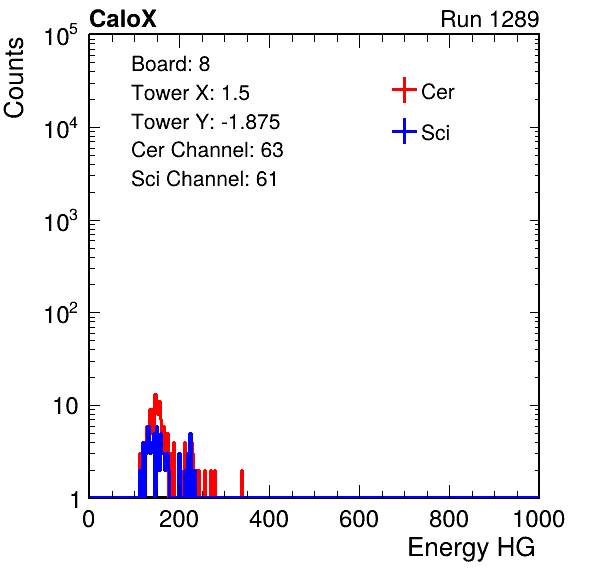 CaloX Run 1289
Counts
Board: 8
Tower X: 1.5
Tower Y: -1.875
Cer Channel: 63
Sci Channel: 61
Cer
Sci
10^5
10^4
10^3
10^2
10
1
0 200 400 600 800 1000
Energy HG